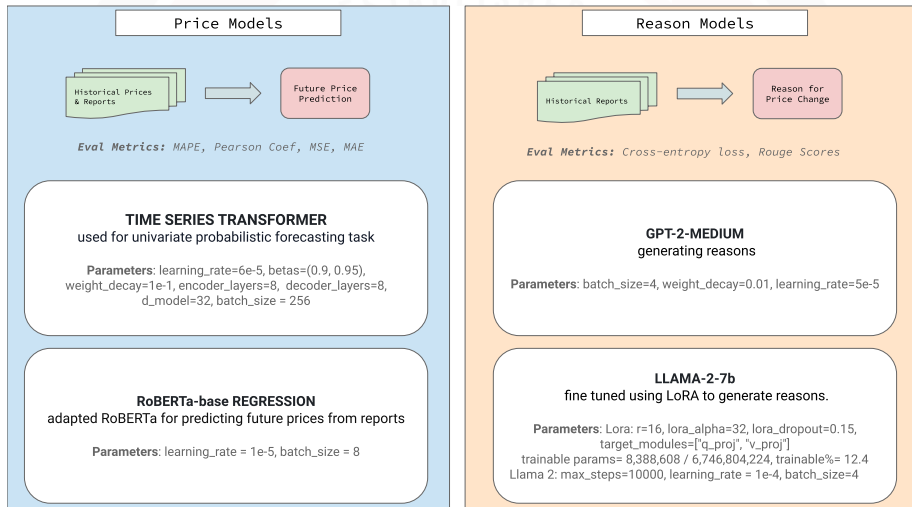 Price Models
Historical Prices
& Reports
Future Price
Prediction
Eval Metrics: MAPE, Pearson Coef, MSE, MAE
TIME SERIES TRANSFORMER
used for univariate probabilistic forecasting task
Parameters: learning_rate=6e-5, betas=(0.9, 0.95),
weight_decay=1e-1, encoder_layers=8, decoder_layers=8,
d_model=32, batch_size = 256
RoBERTa-base REGRESSION
adapted RoBERTa for predicting future prices from reports
Parameters: learning_rate = 1e-5, batch_size = 8
Reason Models
Historical Reports
Reason for
Price Change
Eval Metrics: Cross-entropy loss, Rouge Scores
GPT-2-MEDIUM
generating reasons
Parameters: batch_size=4, weight_decay=0.01, learning_rate=5e-5
LLAMA-2-7b
fine tuned using LoRA to generate reasons.
Parameters: Lora: r=16, lora_alpha=32, lora_dropout=0.15,
target_modules=["q_proj", "v_proj"]
trainable params= 8,388,608 / 6,746,804,224, trainable%= 12.4
Llama 2: max_steps=10000, learning_rate = 1e-4, batch_size=4